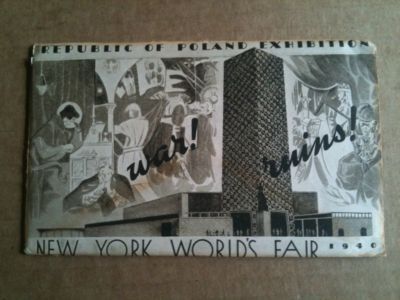 REPUBLIC OF POLAND EXHIBITION
war! ruins!
NEW YORK WORLD'S FAIR 1940